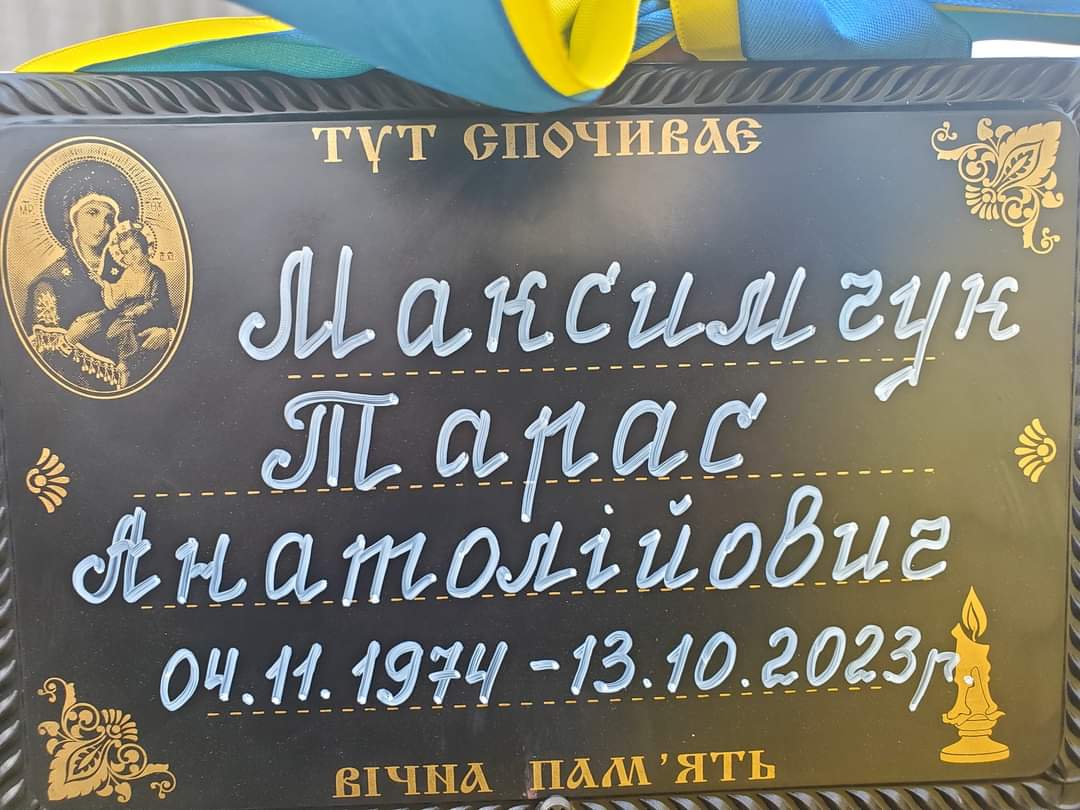 ТУТ СПОЧИВАЄ
Максимчук
Тарас
Анатолійович
04.11.1974 - 13.10.2023р.
ВІЧНА ПАМ'ЯТЬ